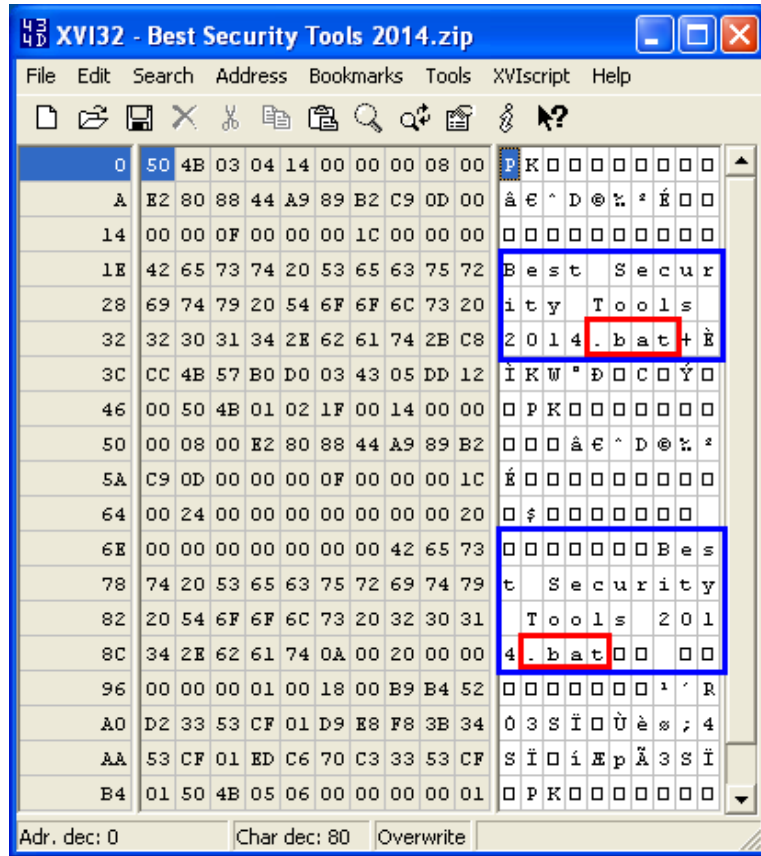 XVI32 - Best Security Tools 2014.zip
File Edit Search Address Bookmarks Tools XVIscript Help
0 50 4B 03 04 14 00 00 00 08 00 P K □ □ □ □ □ □ □ □
A E2 80 88 44 A9 89 B2 C9 0D 00 â € ˆ D © ‰ ² É □ □
14 00 00 0F 00 00 00 1C 00 00 00 □ □ □ □ □ □ □ □ □ □
1E 42 65 73 74 20 53 65 63 75 72 B e s t S e c u r
28 69 74 79 20 54 6F 6F 6C 73 20 i t y T o o l s
32 32 30 31 34 2E 62 61 74 2B C8 2 0 1 4 . b a t + È
3C CC 4B 57 B0 D0 03 43 05 DD 12 Ì K W ° Ð □ C □ Ý □
46 00 50 4B 01 02 1F 00 14 00 00 □ P K □ □ □ □ □ □ □
50 00 08 00 E2 80 88 44 A9 89 B2 □ □ □ â € ˆ D © ‰ ²
5A C9 0D 00 00 00 0F 00 00 00 1C É □ □ □ □ □ □ □ □ □
64 00 24 00 00 00 00 00 00 00 20 □ $ □ □ □ □ □ □ □
6E 00 00 00 00 00 00 00 42 65 73 □ □ □ □ □ □ □ B e s
78 74 20 53 65 63 75 72 69 74 79 t S e c u r i t y
82 20 54 6F 6F 6C 73 20 32 30 31 T o o l s 2 0 1
8C 34 2E 62 61 74 0A 00 20 00 00 4 . b a t □ □ □ □
96 00 00 00 01 00 18 00 B9 B4 52 □ □ □ □ □ □ □ ¹ ´ R
A0 D2 33 53 CF 01 D9 E8 F8 3B 34 Ò 3 S Ï □ Ù è ø ; 4
AA 53 CF 01 ED C6 70 C3 33 53 CF S Ï □ í Æ p Ã 3 S Ï
B4 01 50 4B 05 06 00 00 00 00 01 □ P K □ □ □ □ □ □ □
Adr. dec: 0 Char dec: 80 Overwrite